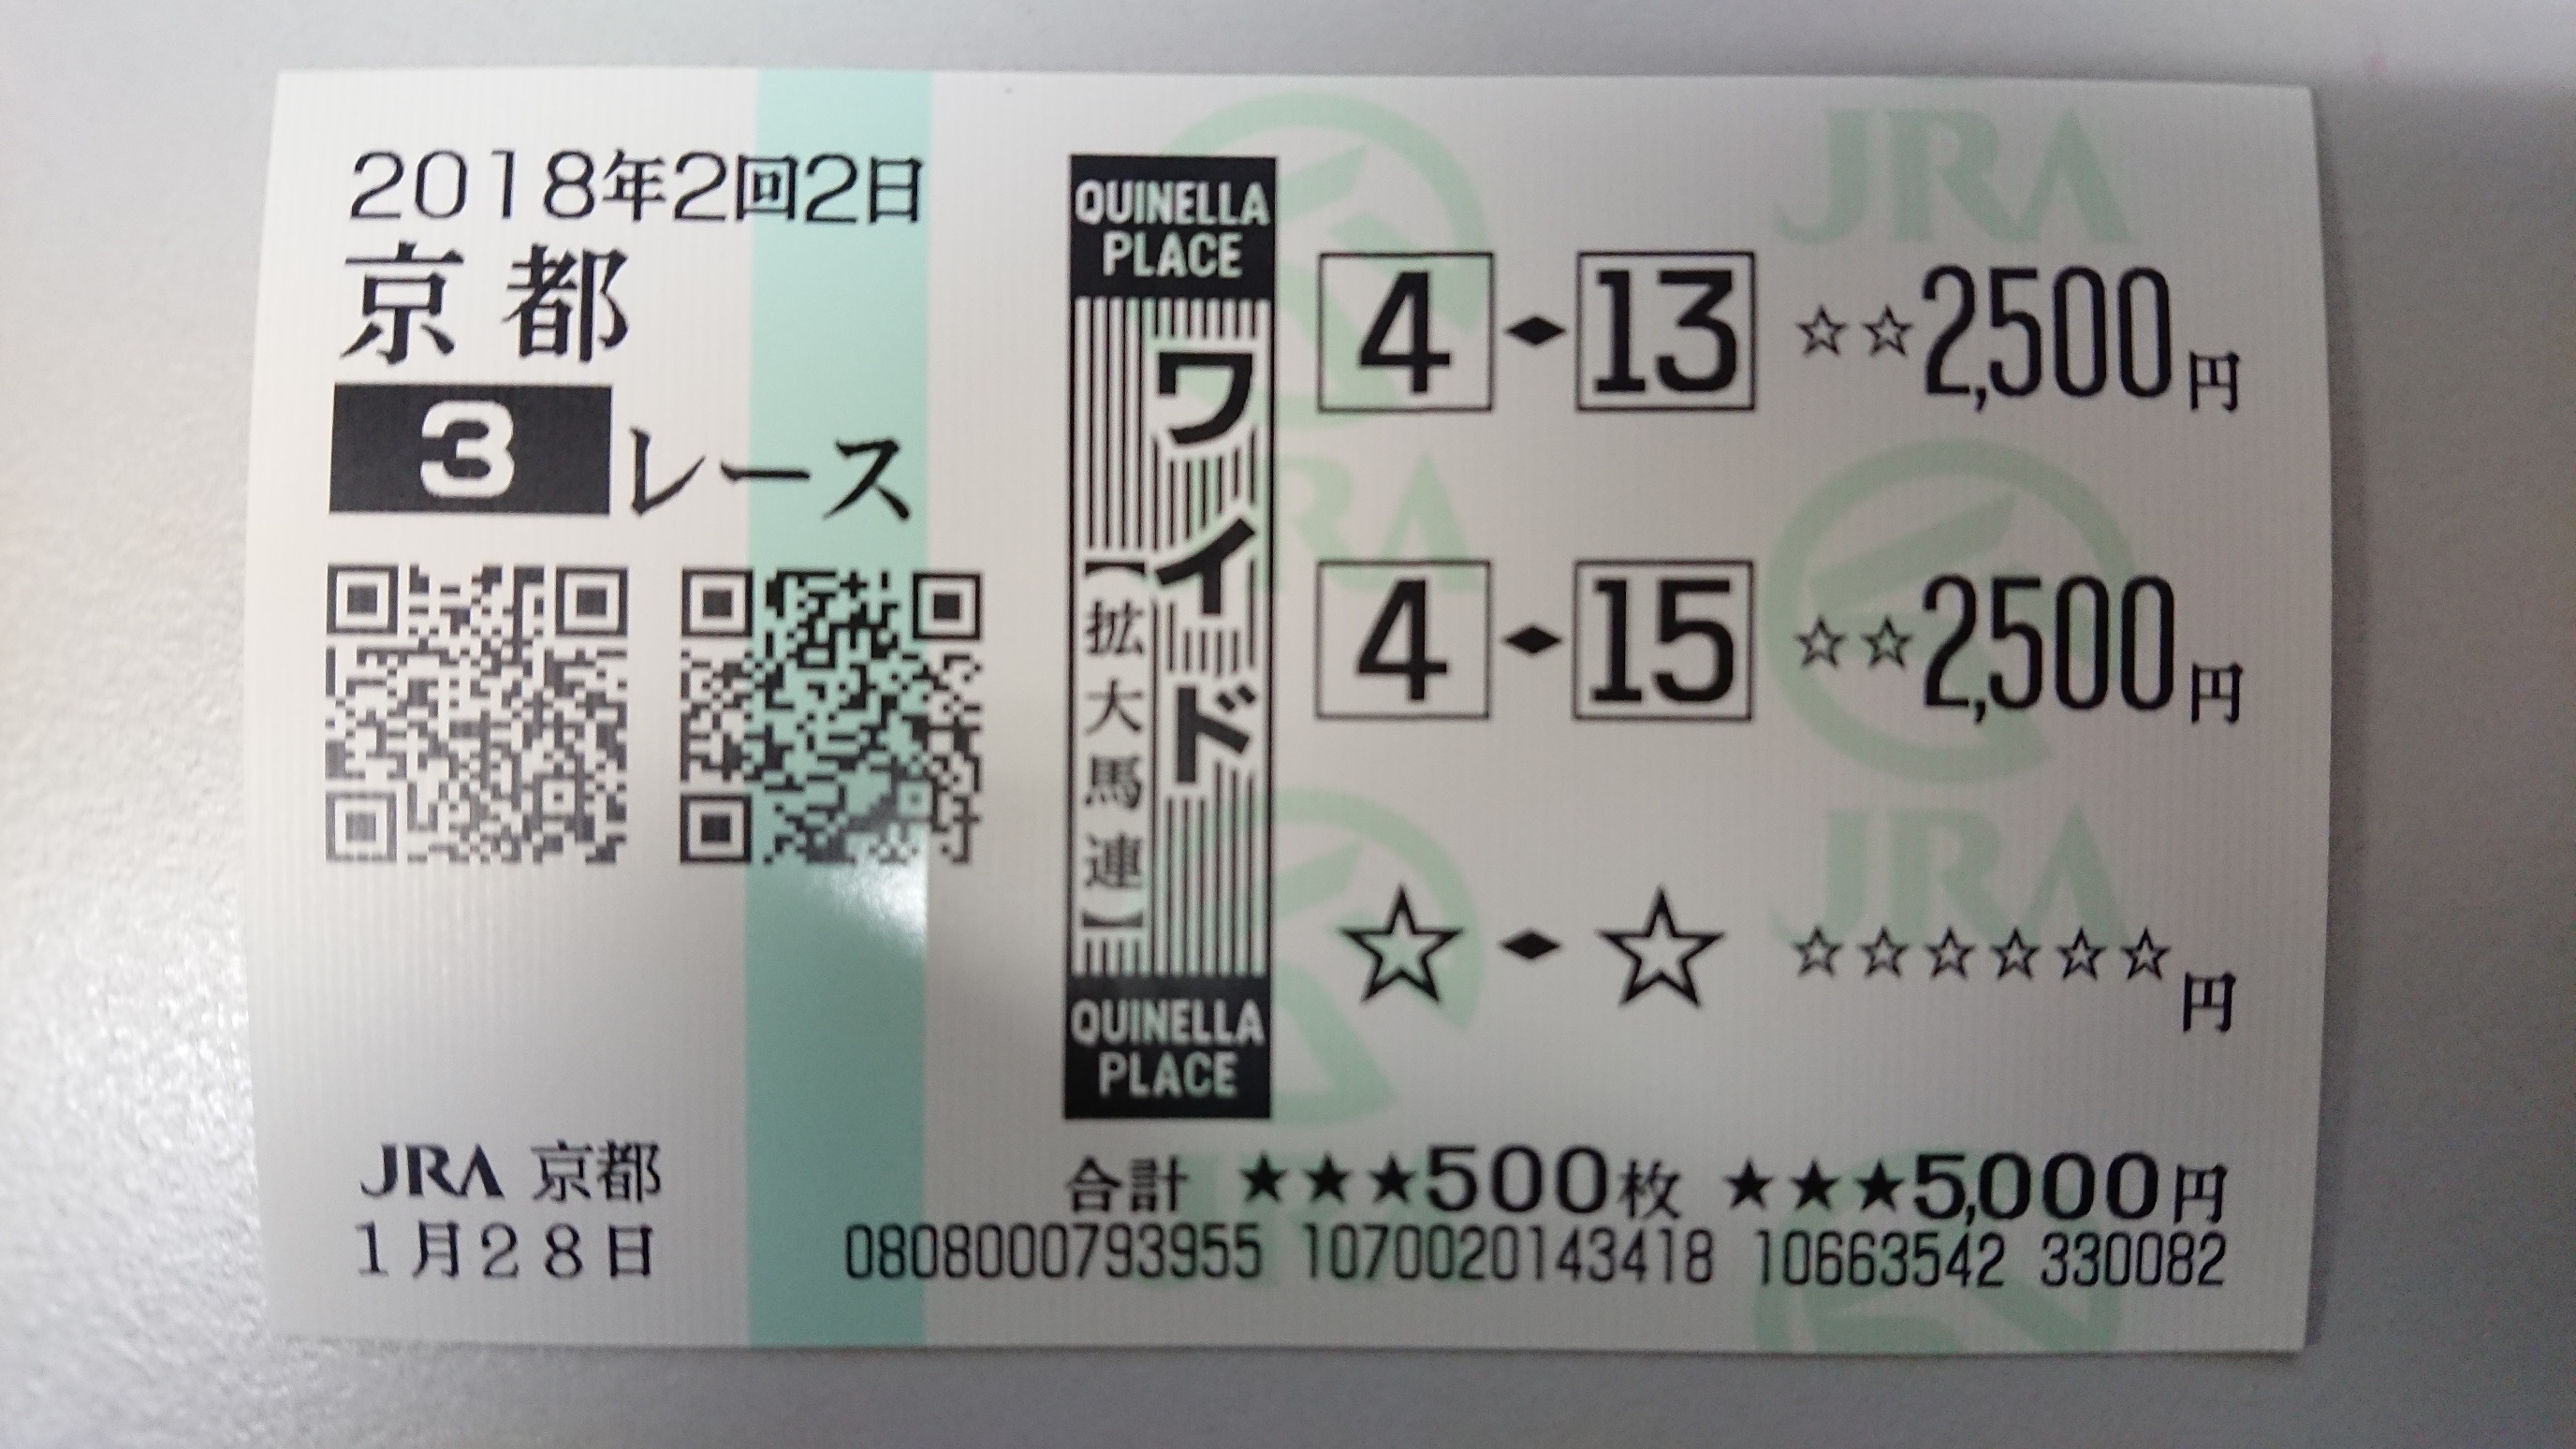 2018年2回2日
京都
3レース
JRA 京都
1月28日
QUINELLA
PLACE
ワイド
【拡大馬連】
QUINELLA
PLACE
4 ◆ 13 ☆☆2,500円
4 ◆ 15 ☆☆2,500円
☆ ◆ ☆ ☆☆☆☆☆☆円
合計 ★★★500枚 ★★★5,000円
0808000793955 1070020143418 10663542 330082
JRA
JRA
JRA